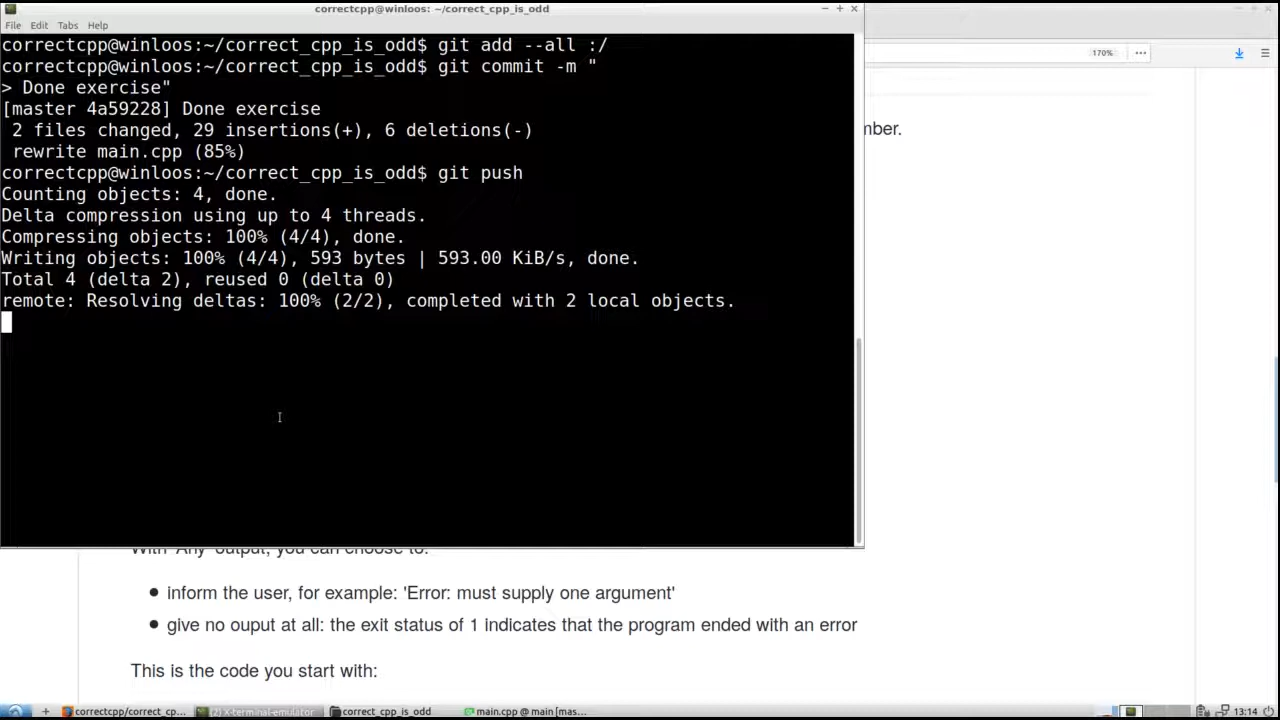 correctcpp@winloos: ~/correct_cpp_is_odd
File Edit Tabs Help
correctcpp@winloos:~/correct_cpp_is_odd$ git add --all :/
correctcpp@winloos:~/correct_cpp_is_odd$ git commit -m "
> Done exercise"
[master 4a59228] Done exercise
 2 files changed, 29 insertions(+), 6 deletions(-)
 rewrite main.cpp (85%)
correctcpp@winloos:~/correct_cpp_is_odd$ git push
Counting objects: 4, done.
Delta compression using up to 4 threads.
Compressing objects: 100% (4/4), done.
Writing objects: 100% (4/4), 593 bytes | 593.00 KiB/s, done.
Total 4 (delta 2), reused 0 (delta 0)
remote: Resolving deltas: 100% (2/2), completed with 2 local objects.
170%
mber.
With 'Any' output, you can choose to:
inform the user, for example: 'Error: must supply one argument'
give no ouput at all: the exit status of 1 indicates that the program ended with an error
This is the code you start with:
correctcpp/correct_cp...
(2) x-terminal-emulator
correct_cpp_is_odd
main.cpp @ main [mas...
13:14